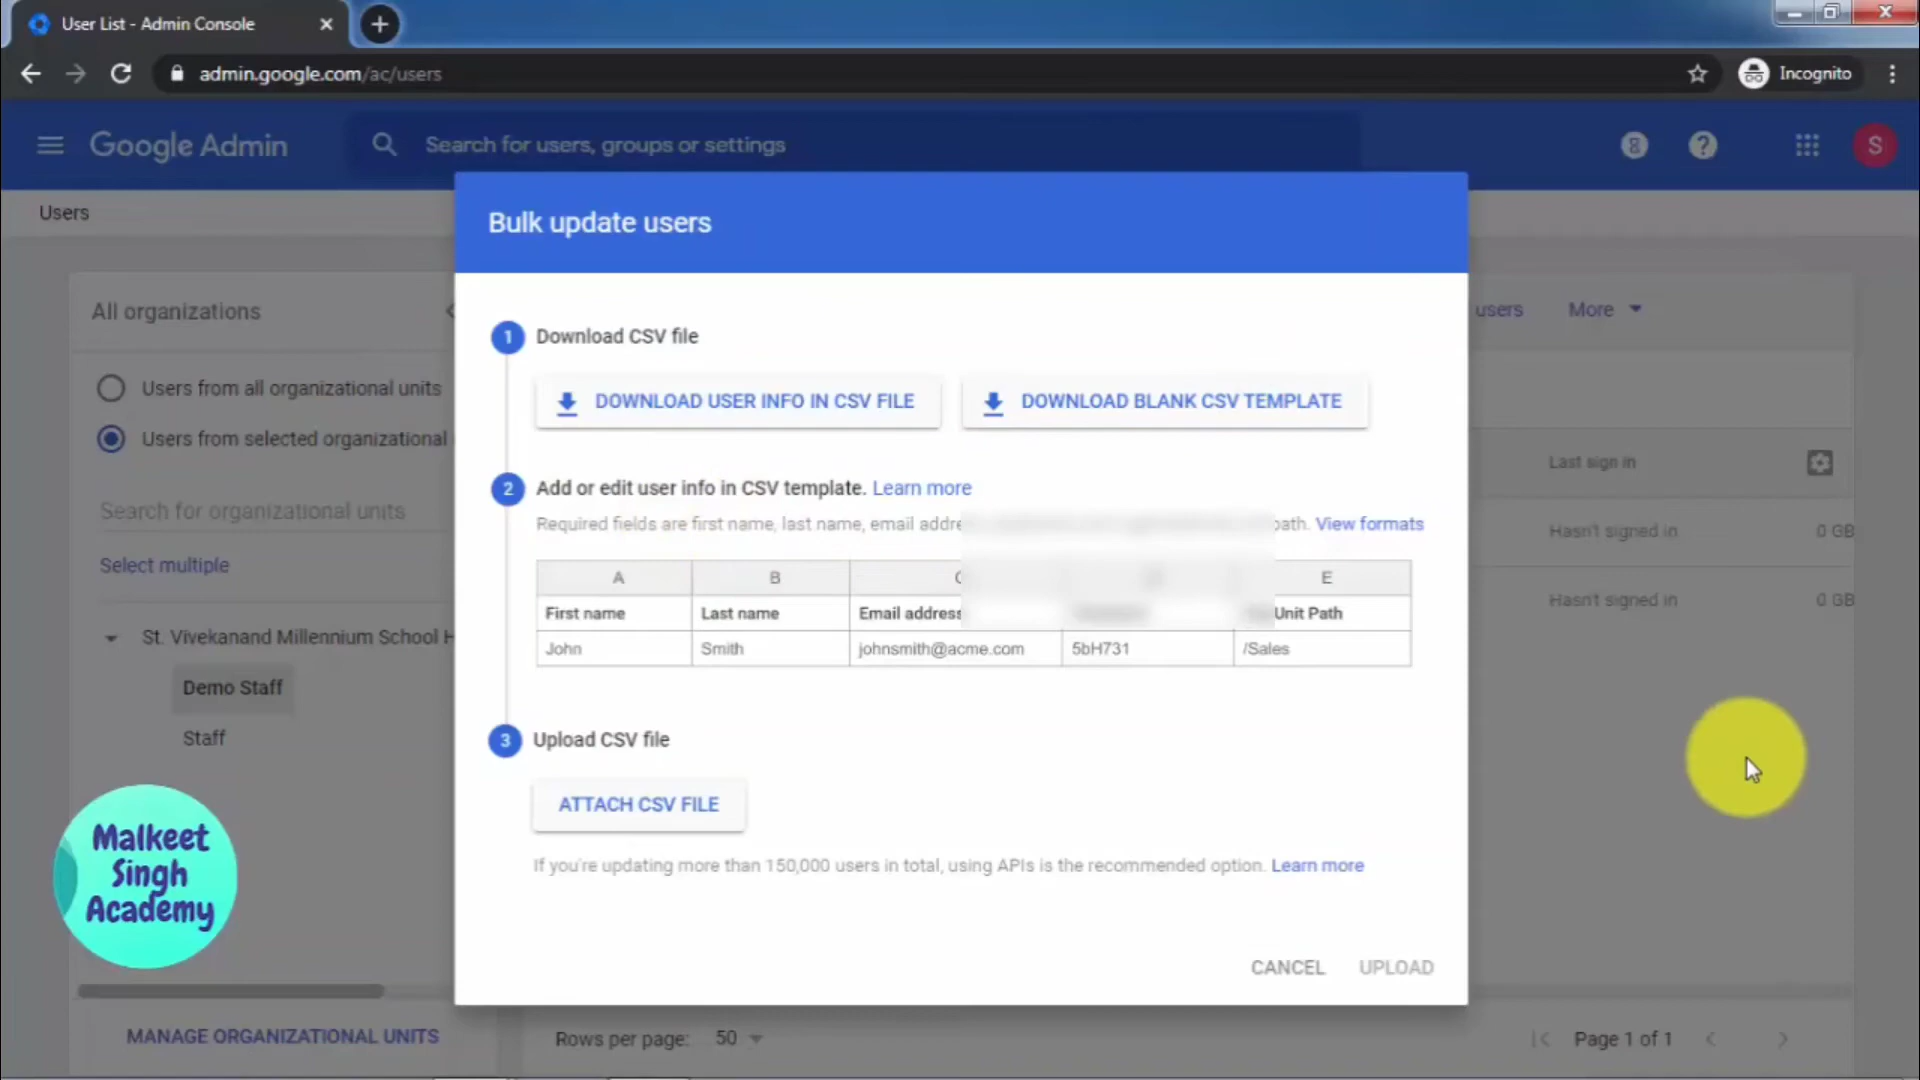 User List - Admin Console
admin.google.com/ac/users
Incognito
Google Admin
Search for users, groups or settings
S
Users
Bulk update users
All organizations
users
More
1 Download CSV file
Users from all organizational units
DOWNLOAD USER INFO IN CSV FILE
DOWNLOAD BLANK CSV TEMPLATE
Users from selected organizational
Last sign in
2 Add or edit user info in CSV template. Learn more
Search for organizational units
Required fields are first name, last name, email addre path. View formats
Hasn't signed in
0 GB
Select multiple
A B C E
Hasn't signed in
0 GB
First name Last name Email address Unit Path
St. Vivekanand Millennium School H
John Smith johnsmith@acme.com 5bH731 /Sales
Demo Staff
Staff
3 Upload CSV file
ATTACH CSV FILE
Malkeet
Singh
Academy
If you're updating more than 150,000 users in total, using APIs is the recommended option. Learn more
CANCEL
UPLOAD
MANAGE ORGANIZATIONAL UNITS
Rows per page: 50
Page 1 of 1